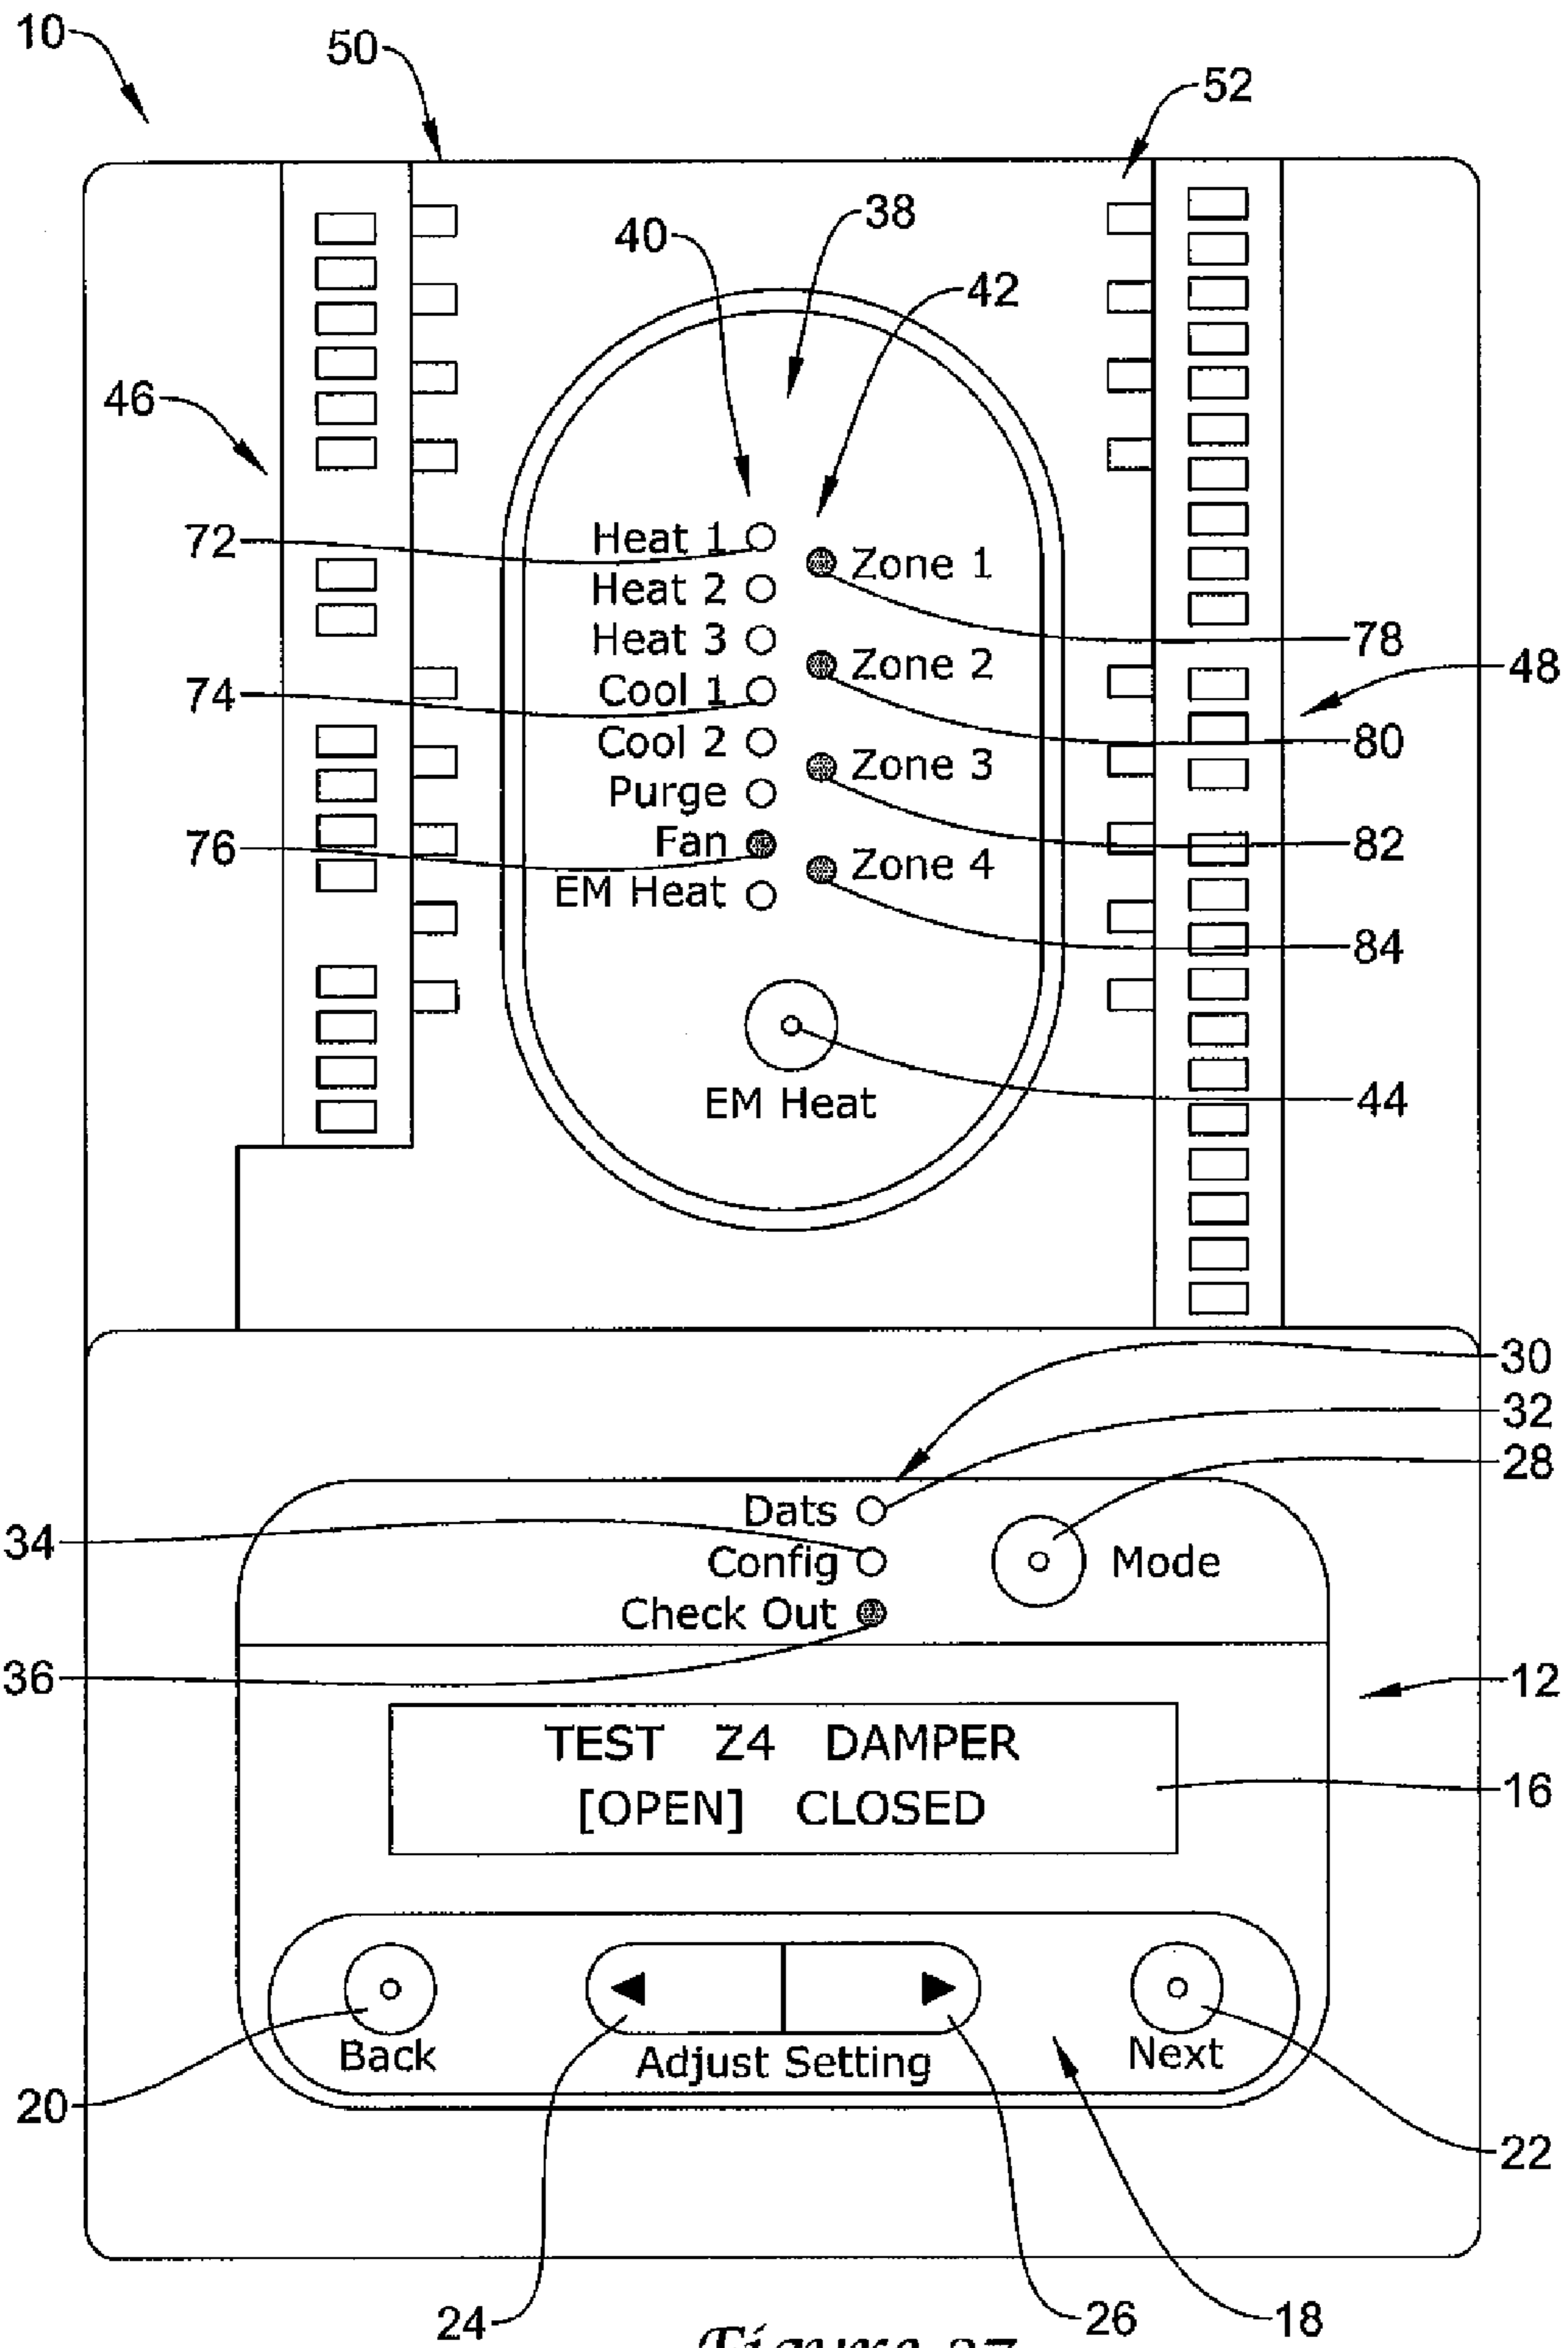 10
50
52
40
38
42
46
72
Heat 1
Zone 1
Heat 2
78
Heat 3
Zone 2
48
74
Cool 1
80
Cool 2
Zone 3
Purge
82
76
Fan
Zone 4
EM Heat
84
44
EM Heat
30
32
28
Dats
34
Config
Mode
Check Out
36
12
TEST Z4 DAMPER
[OPEN] CLOSED
16
Back
Adjust Setting
Next
20
22
24
26
18